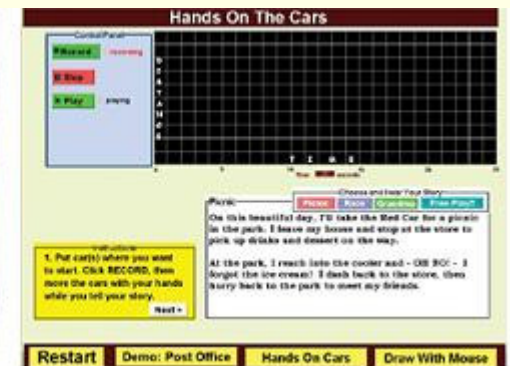 Hands On The Cars
Control Panel
Record recording
Stop
Play playing
DISTANCE
TIME
Time seconds
Choose and Hear Your Story
Picnic Race Grandma Free Play!!
Picnic
On this beautiful day, I'll take the Red Car for a picnic
in the park. I leave my house and stop at the store to
pick up drinks and dessert on the way.
At the park, I reach into the cooler and - OH NO! - I
forgot the ice cream! I dash back to the store, then
hurry back to the park to meet my friends.
Instructions
1. Put car(s) where you want
to start. Click RECORD, then
move the cars with your hands
while you tell your story.
Next >
Restart Demo: Post Office Hands On Cars Draw With Mouse